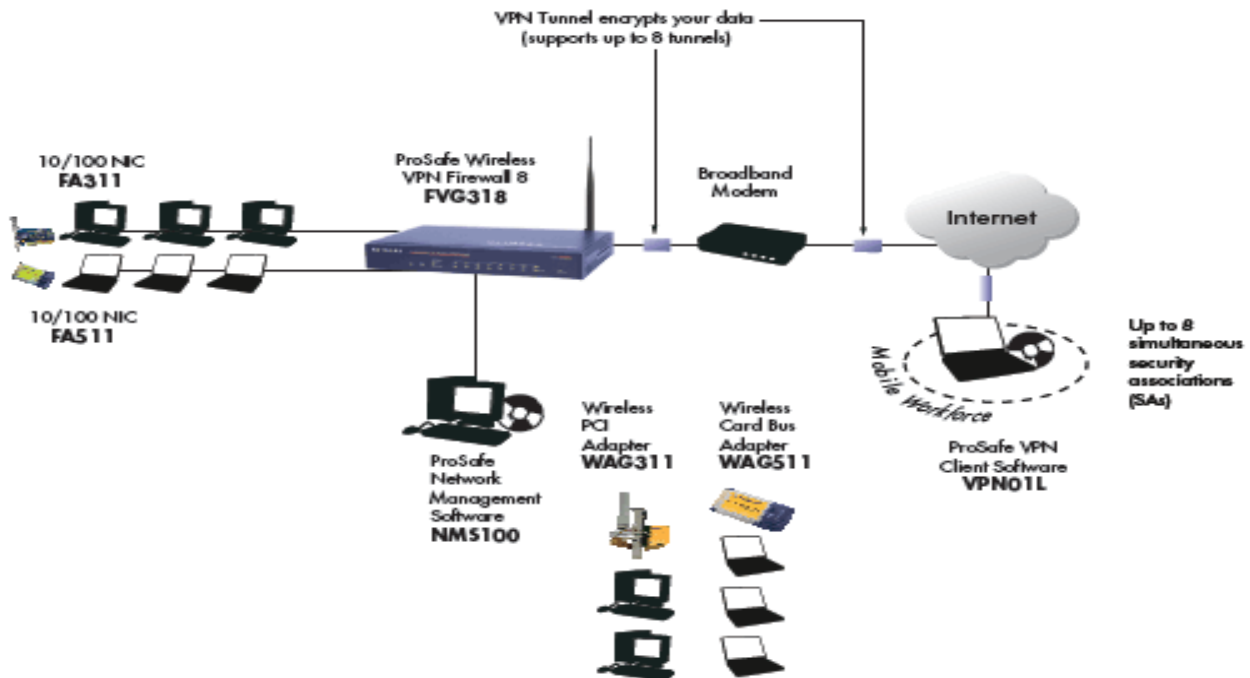 VPN Tunnel encrypts your data
(supports up to 8 tunnels)
10/100 NIC
FA311
ProSafe Wireless
VPN Firewall 8
FVG318
Broadband
Modem
Internet
10/100 NIC
FA511
Mobile Workforce
Up to 8
simultaneous
security
associations
(SAs)
ProSafe VPN
Client Software
VPN01L
ProSafe
Network
Management
Software
NMS100
Wireless
PCI
Adapter
WAG311
Wireless
Card Bus
Adapter
WAG511